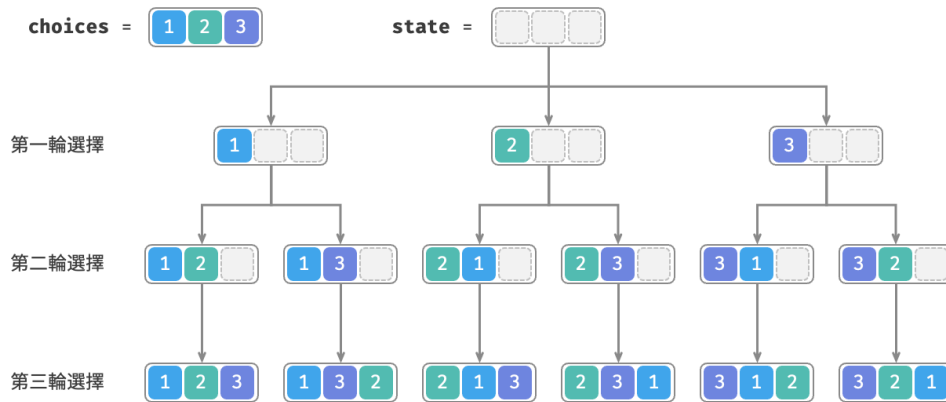 choices = 1 2 3 state =
第一輪選擇 1 2 3
第二輪選擇 1 2 1 3 2 1 2 3 3 1 3 2
第三輪選擇 1 2 3 1 3 2 2 1 3 2 3 1 3 1 2 3 2 1